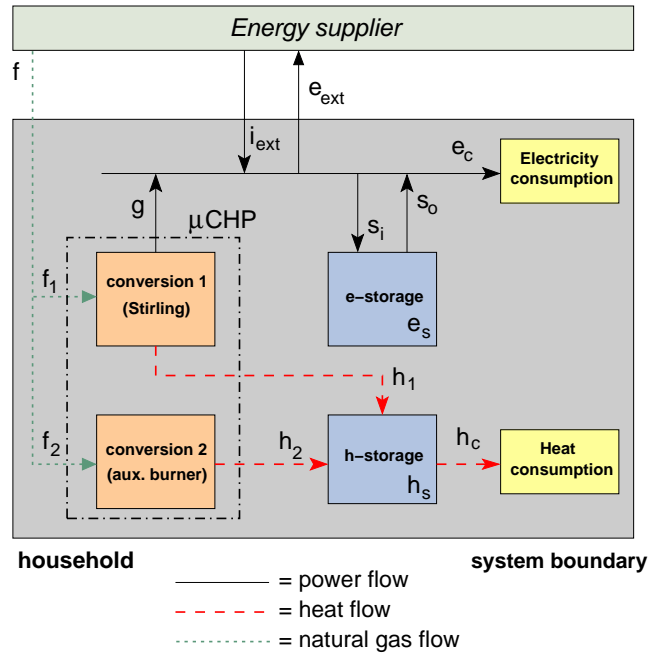 Energy supplier
f
e_ext
i_ext
e_c
Electricity
consumption
g
s_i
s_o
μCHP
f_1
conversion 1
(Stirling)
e-storage
e_s
h_1
f_2
conversion 2
(aux. burner)
h_2
h-storage
h_s
h_c
Heat
consumption
household
system boundary
= power flow
= heat flow
= natural gas flow